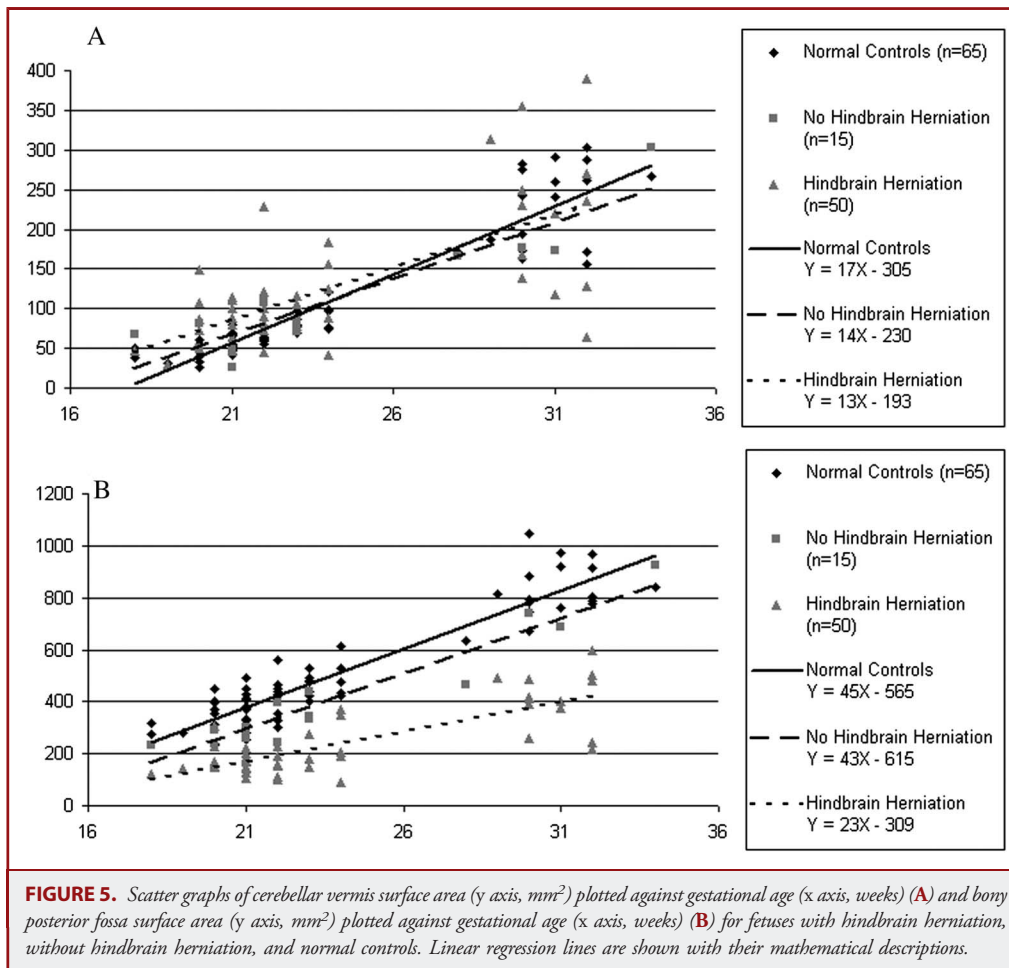 A
400
350
300
250
200
150
100
50
0
16 21 26 31 36
Normal Controls (n=65)
No Hindbrain Herniation
(n=15)
Hindbrain Herniation
(n=50)
Normal Controls
Y = 17X - 305
No Hindbrain Herniation
Y = 14X - 230
Hindbrain Herniation
Y = 13X - 193
B
1200
1000
800
600
400
200
0
16 21 26 31 36
Normal Controls (n=65)
No Hindbrain Herniation
(n=15)
Hindbrain Herniation
(n=50)
Normal Controls
Y = 45X - 565
No Hindbrain Herniation
Y = 43X - 615
Hindbrain Herniation
Y = 23X - 309
FIGURE 5. Scatter graphs of cerebellar vermis surface area (y axis, mm²) plotted against gestational age (x axis, weeks) (A) and bony
posterior fossa surface area (y axis, mm²) plotted against gestational age (x axis, weeks) (B) for fetuses with hindbrain herniation,
without hindbrain herniation, and normal controls. Linear regression lines are shown with their mathematical descriptions.